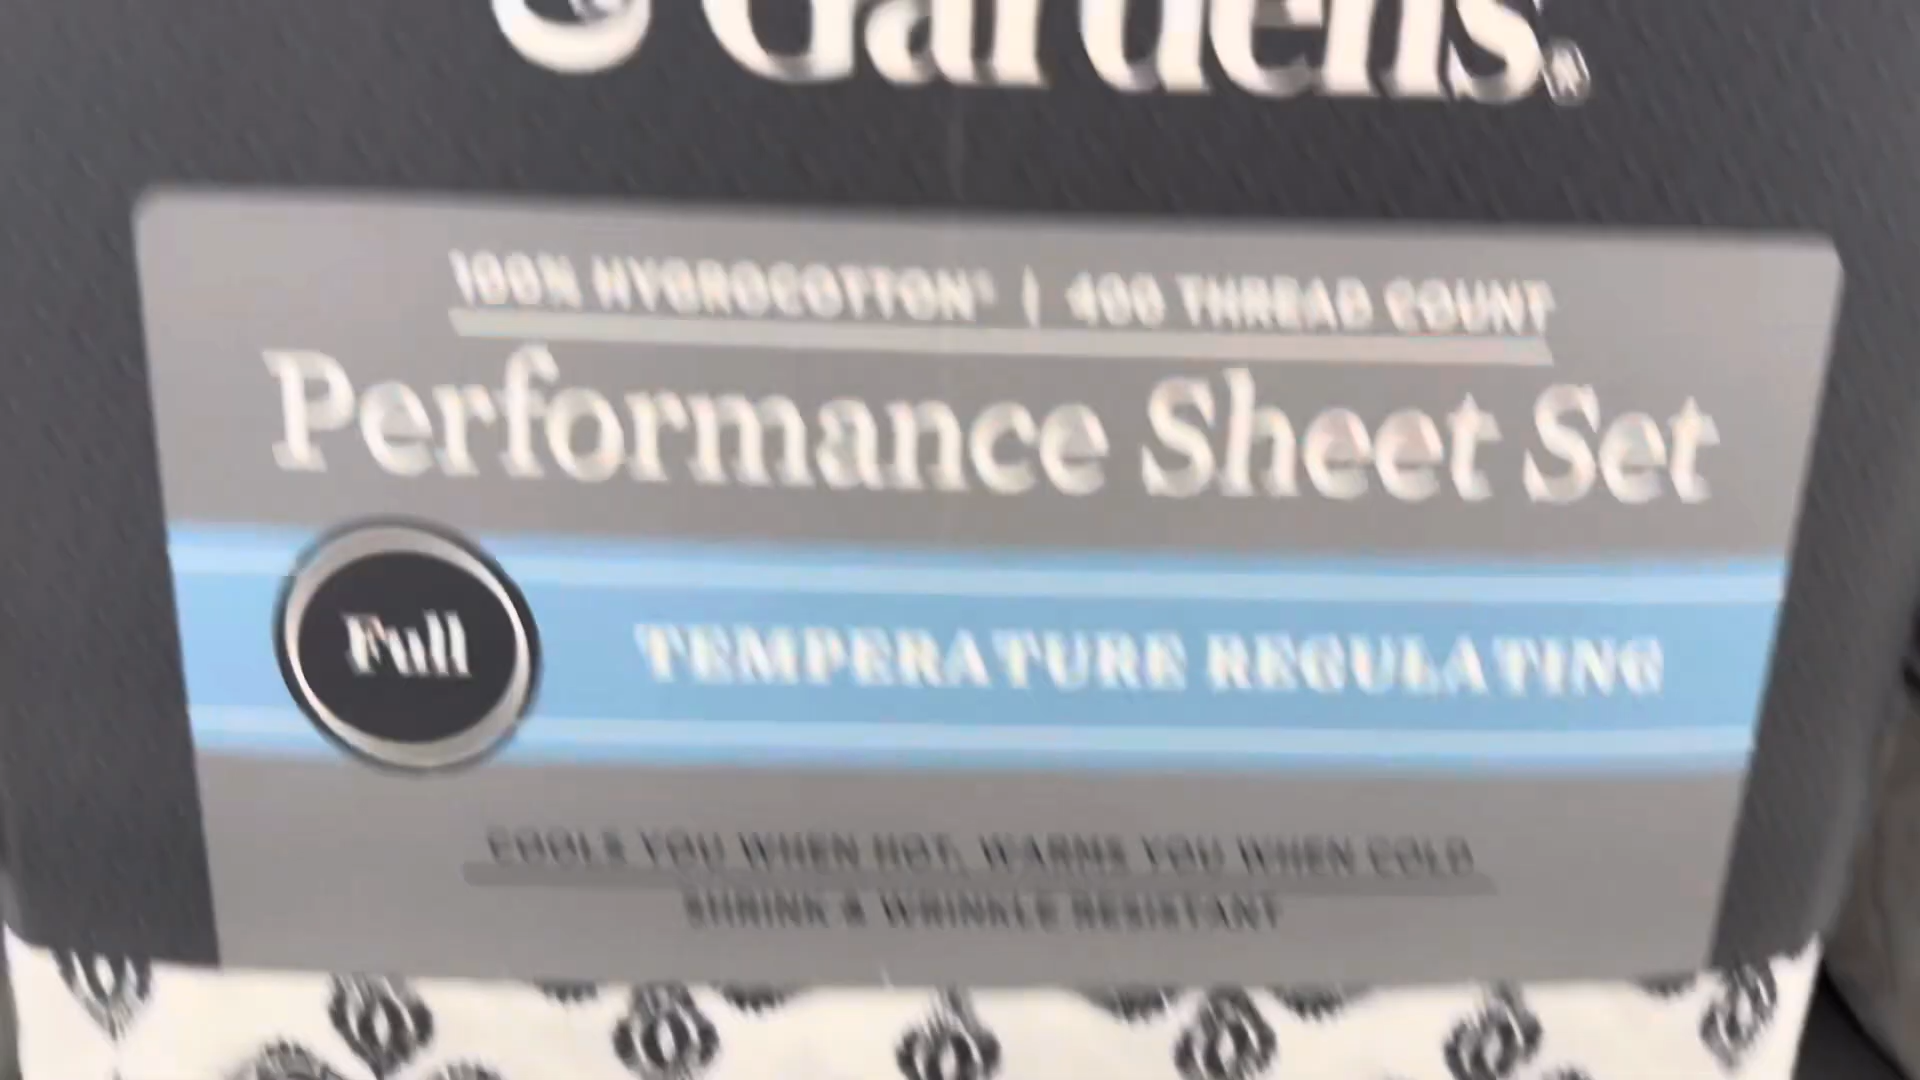 & Gardens®
100% HYGROCOTTON® | 400 THREAD COUNT
Performance Sheet Set
Full
TEMPERATURE REGULATING
COOLS YOU WHEN HOT, WARMS YOU WHEN COLD
SHRINK & WRINKLE RESISTANT